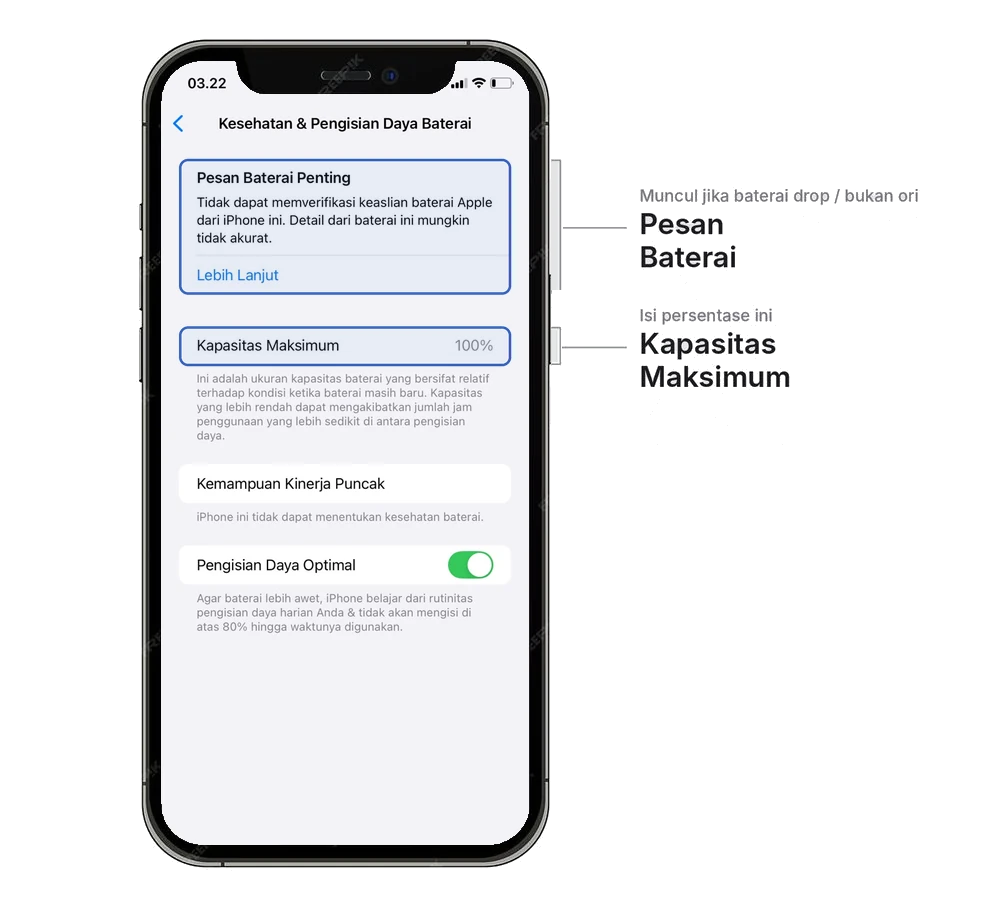 03.22
Kesehatan & Pengisian Daya Baterai
Pesan Baterai Penting
Tidak dapat memverifikasi keaslian baterai Apple
dari iPhone ini. Detail dari baterai ini mungkin
tidak akurat.
Lebih Lanjut
Kapasitas Maksimum 100%
Ini adalah ukuran kapasitas baterai yang bersifat relatif
terhadap kondisi ketika baterai masih baru. Kapasitas
yang lebih rendah dapat mengakibatkan jumlah jam
penggunaan yang lebih sedikit di antara pengisian
daya.
Kemampuan Kinerja Puncak
iPhone ini tidak dapat menentukan kesehatan baterai.
Pengisian Daya Optimal
Agar baterai lebih awet, iPhone belajar dari rutinitas
pengisian daya harian Anda & tidak akan mengisi di
atas 80% hingga waktunya digunakan.
Muncul jika baterai drop / bukan ori
Pesan
Baterai
Isi persentase ini
Kapasitas
Maksimum